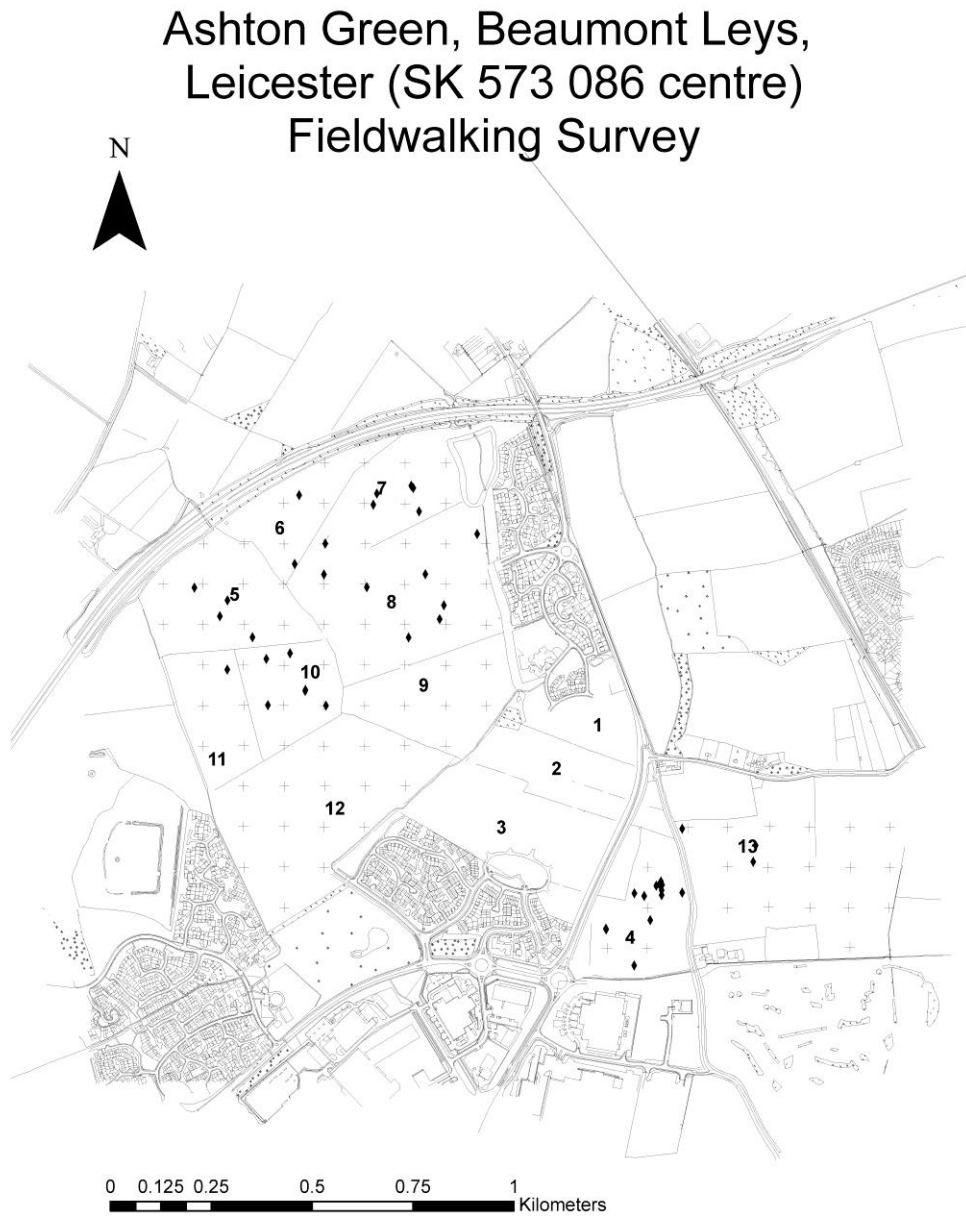 Ashton Green, Beaumont Leys,
Leicester (SK 573 086 centre)
Fieldwalking Survey
N
7
6
5
8
10
9
1
11
2
12
3
13
4
0 0.125 0.25 0.5 0.75 1
Kilometers